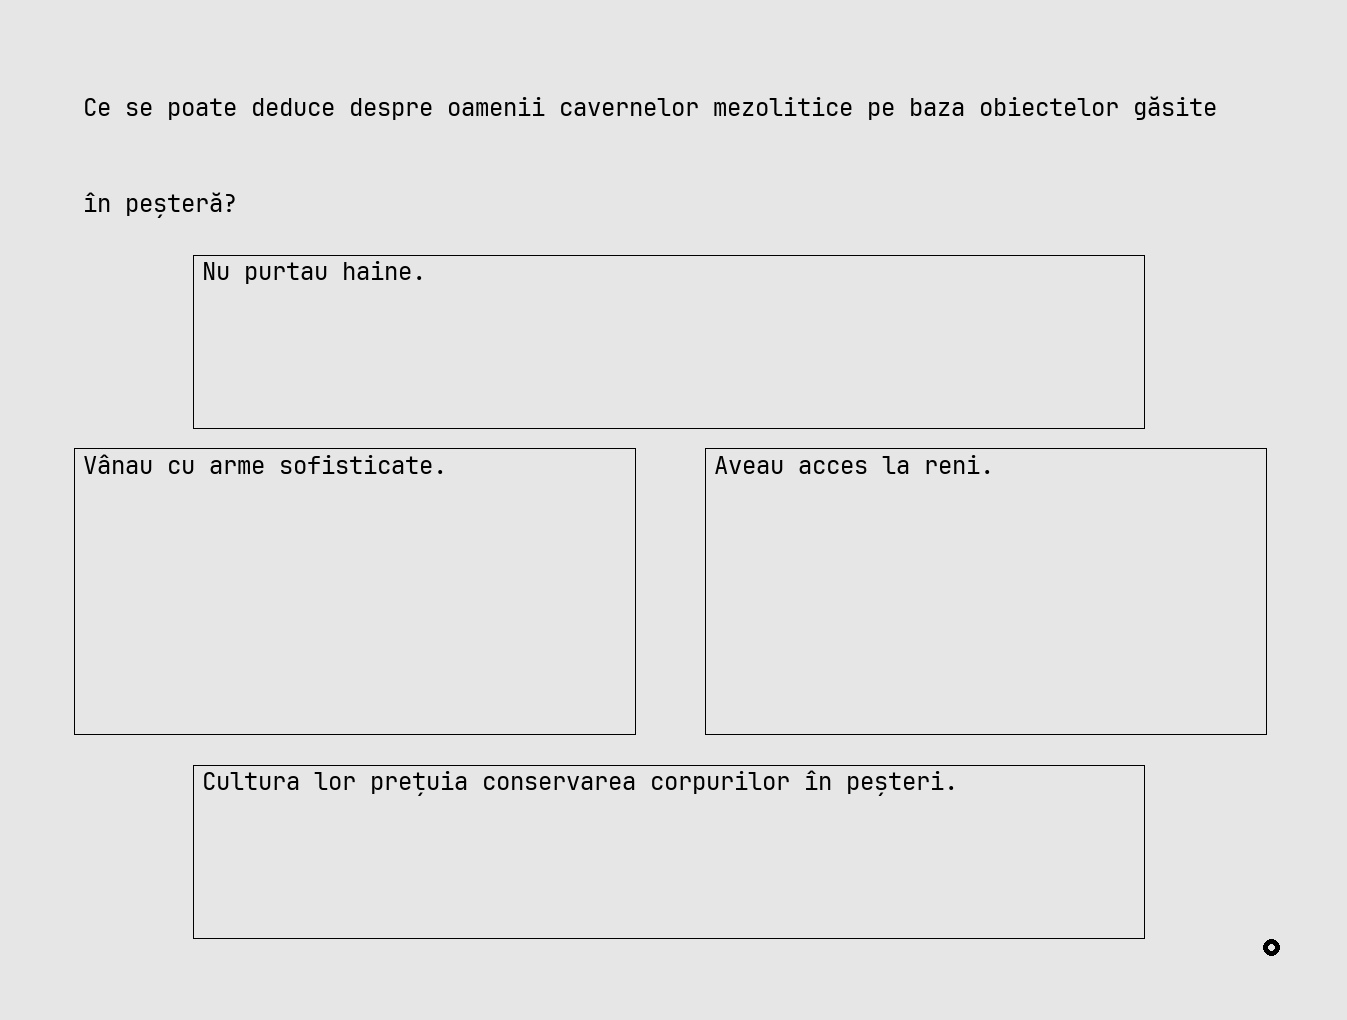 Ce se poate deduce despre oamenii cavernelor mezolitice pe baza obiectelor găsite
în peșteră?
Nu purtau haine.
Vânau cu arme sofisticate.
Aveau acces la reni.
Cultura lor prețuia conservarea corpurilor în peșteri.